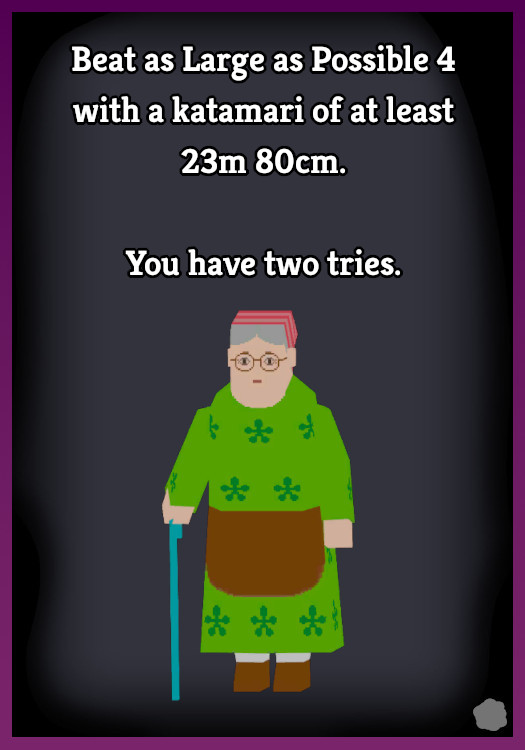 Beat as Large as Possible 4
with a katamari of at least
23m 80cm.
You have two tries.